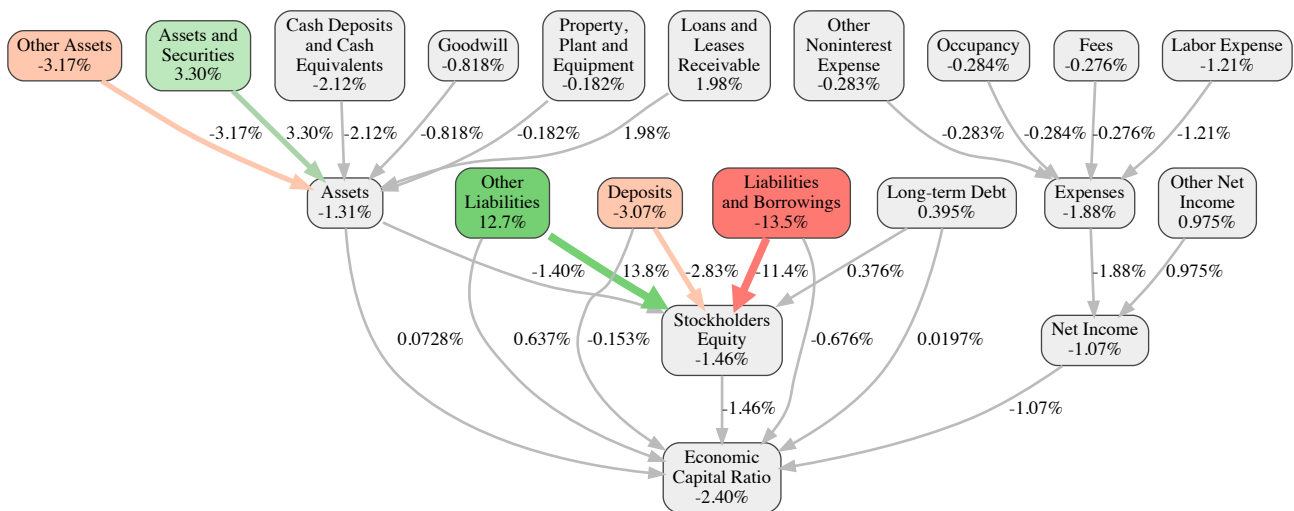 Other Assets
-3.17%
Assets and
Securities
3.30%
Cash Deposits
and Cash
Equivalents
-2.12%
Goodwill
-0.818%
Property,
Plant and
Equipment
-0.182%
Loans and
Leases
Receivable
1.98%
Other
Noninterest
Expense
-0.283%
Occupancy
-0.284%
Fees
-0.276%
Labor Expense
-1.21%
-3.17%
3.30%
-2.12%
-0.818%
-0.182%
1.98%
-0.283%
-0.284%
-0.276%
-1.21%
Assets
-1.31%
Other
Liabilities
12.7%
Deposits
-3.07%
Liabilities
and Borrowings
-13.5%
Long-term Debt
0.395%
Expenses
-1.88%
Other Net
Income
0.975%
-1.40%
13.8%
-2.83%
-11.4%
0.376%
-1.88%
0.975%
0.0728%
0.637%
-0.153%
Stockholders
Equity
-1.46%
-0.676%
0.0197%
Net Income
-1.07%
-1.46%
-1.07%
Economic
Capital Ratio
-2.40%